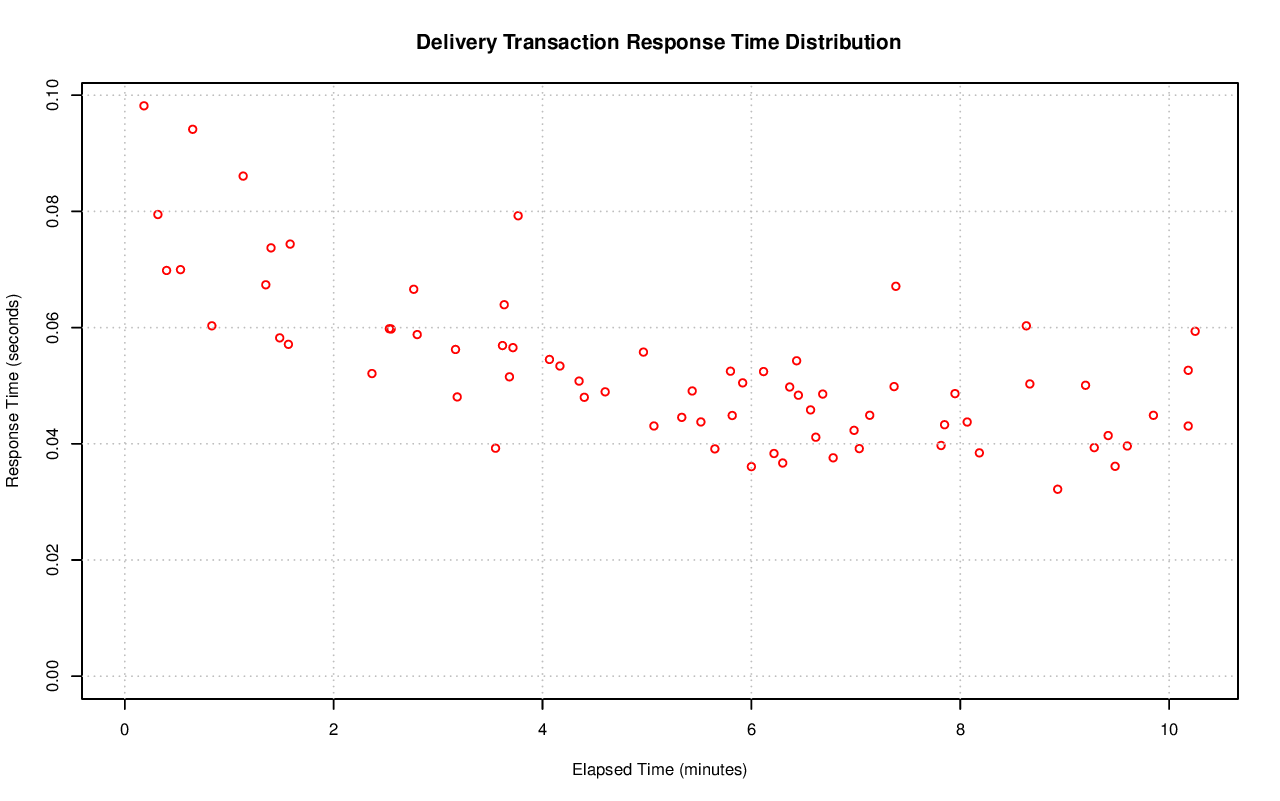 Delivery Transaction Response Time Distribution
Response Time (seconds)
0.10
0.08
0.06
0.04
0.02
0.00
0 2 4 6 8 10
Elapsed Time (minutes)